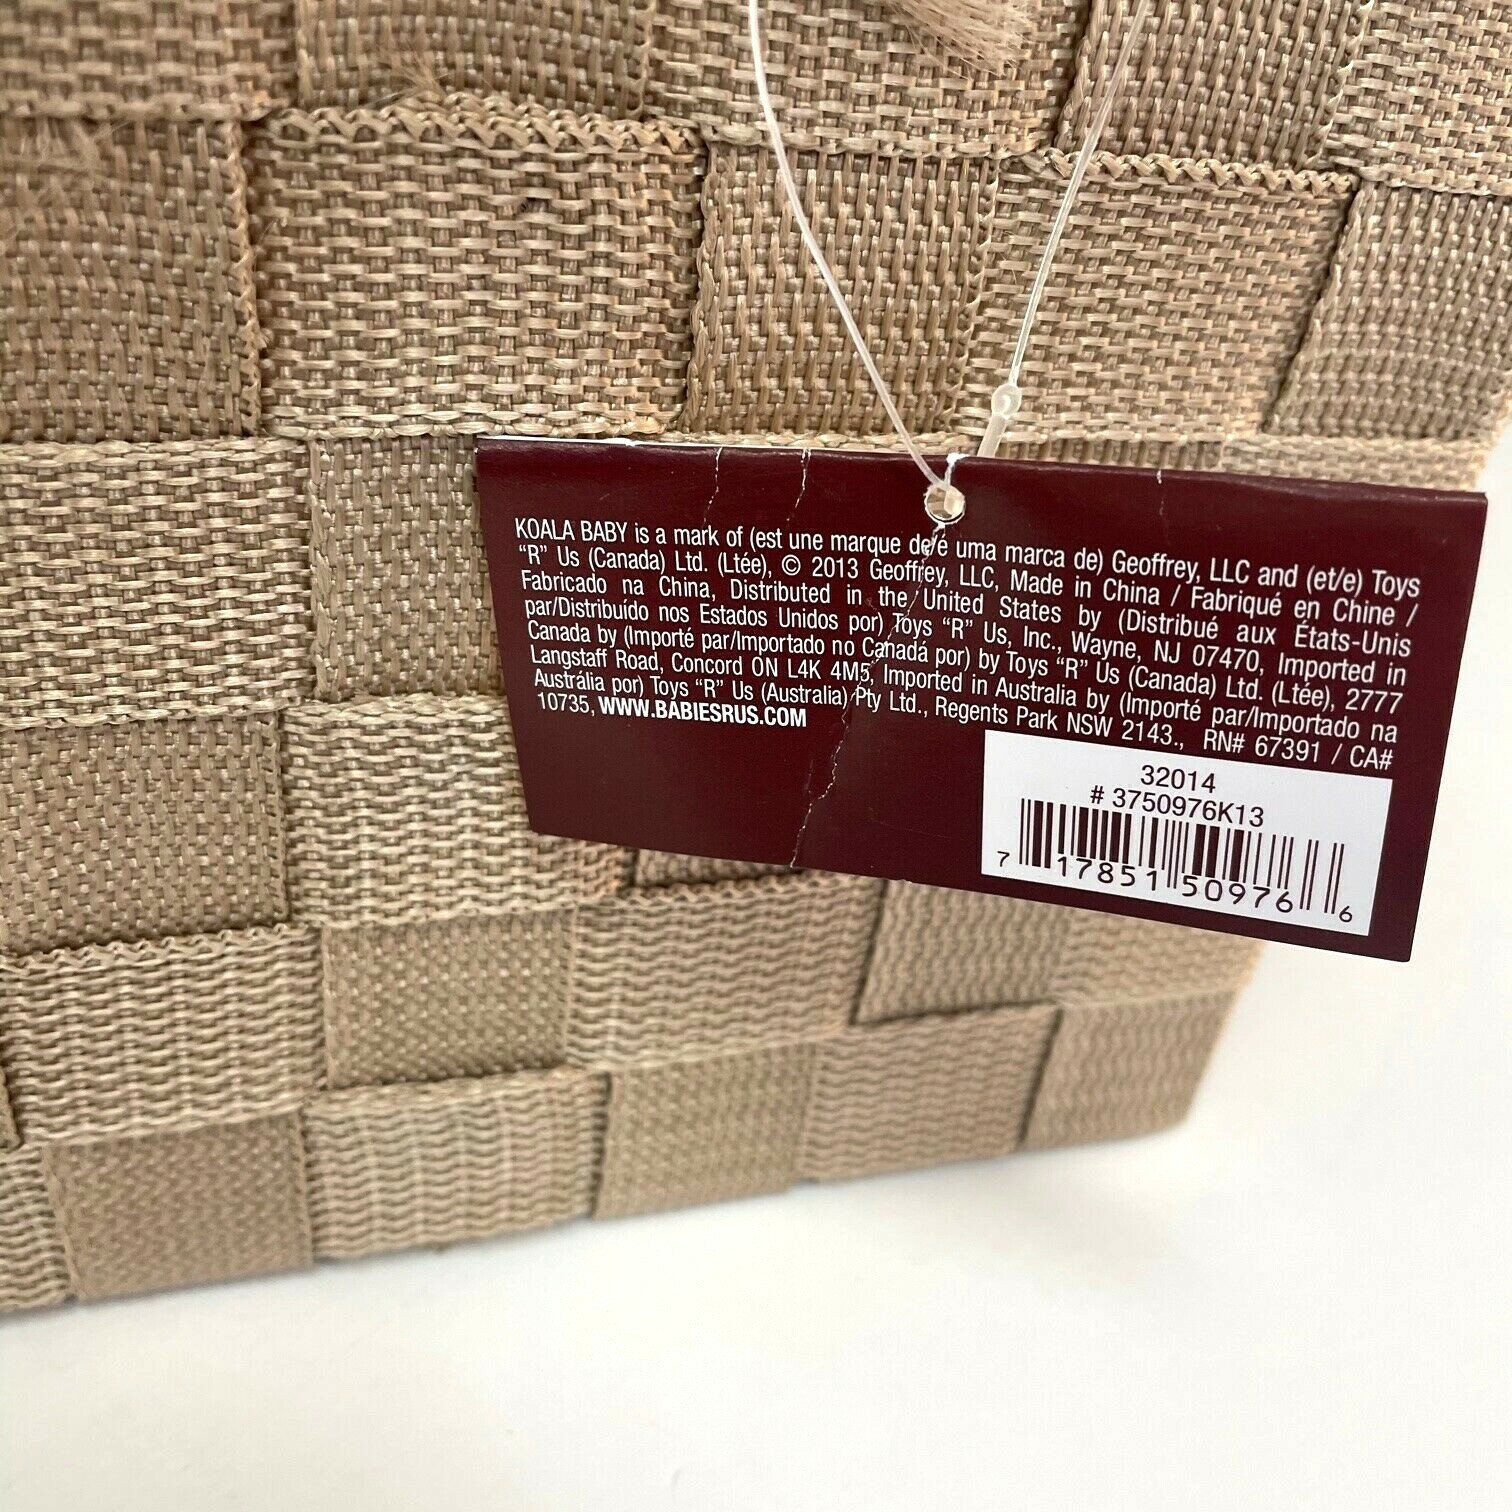 KOALA BABY is a mark of (est une marque de/é uma marca de) Geoffrey, LLC and (et/e) Toys
“R” Us (Canada) Ltd. (Ltée), © 2013 Geoffrey, LLC, Made in China / Fabriqué en Chine /
Fabricado na China, Distributed in the United States by (Distribué aux États-Unis
par/Distribuído nos Estados Unidos por) Toys “R” Us, Inc., Wayne, NJ 07470, Imported in
Canada by (Importé par/Importado no Canadá por) by Toys “R” Us (Canada) Ltd. (Ltée), 2777
Langstaff Road, Concord ON L4K 4M5, Imported in Australia by (Importé par/Importado na
Austrália por) Toys “R” Us (Australia) Pty Ltd., Regents Park NSW 2143., RN# 67391 / CA#
10735, WWW.BABIESRUS.COM
32014
# 3750976K13
7 17851 50976 6